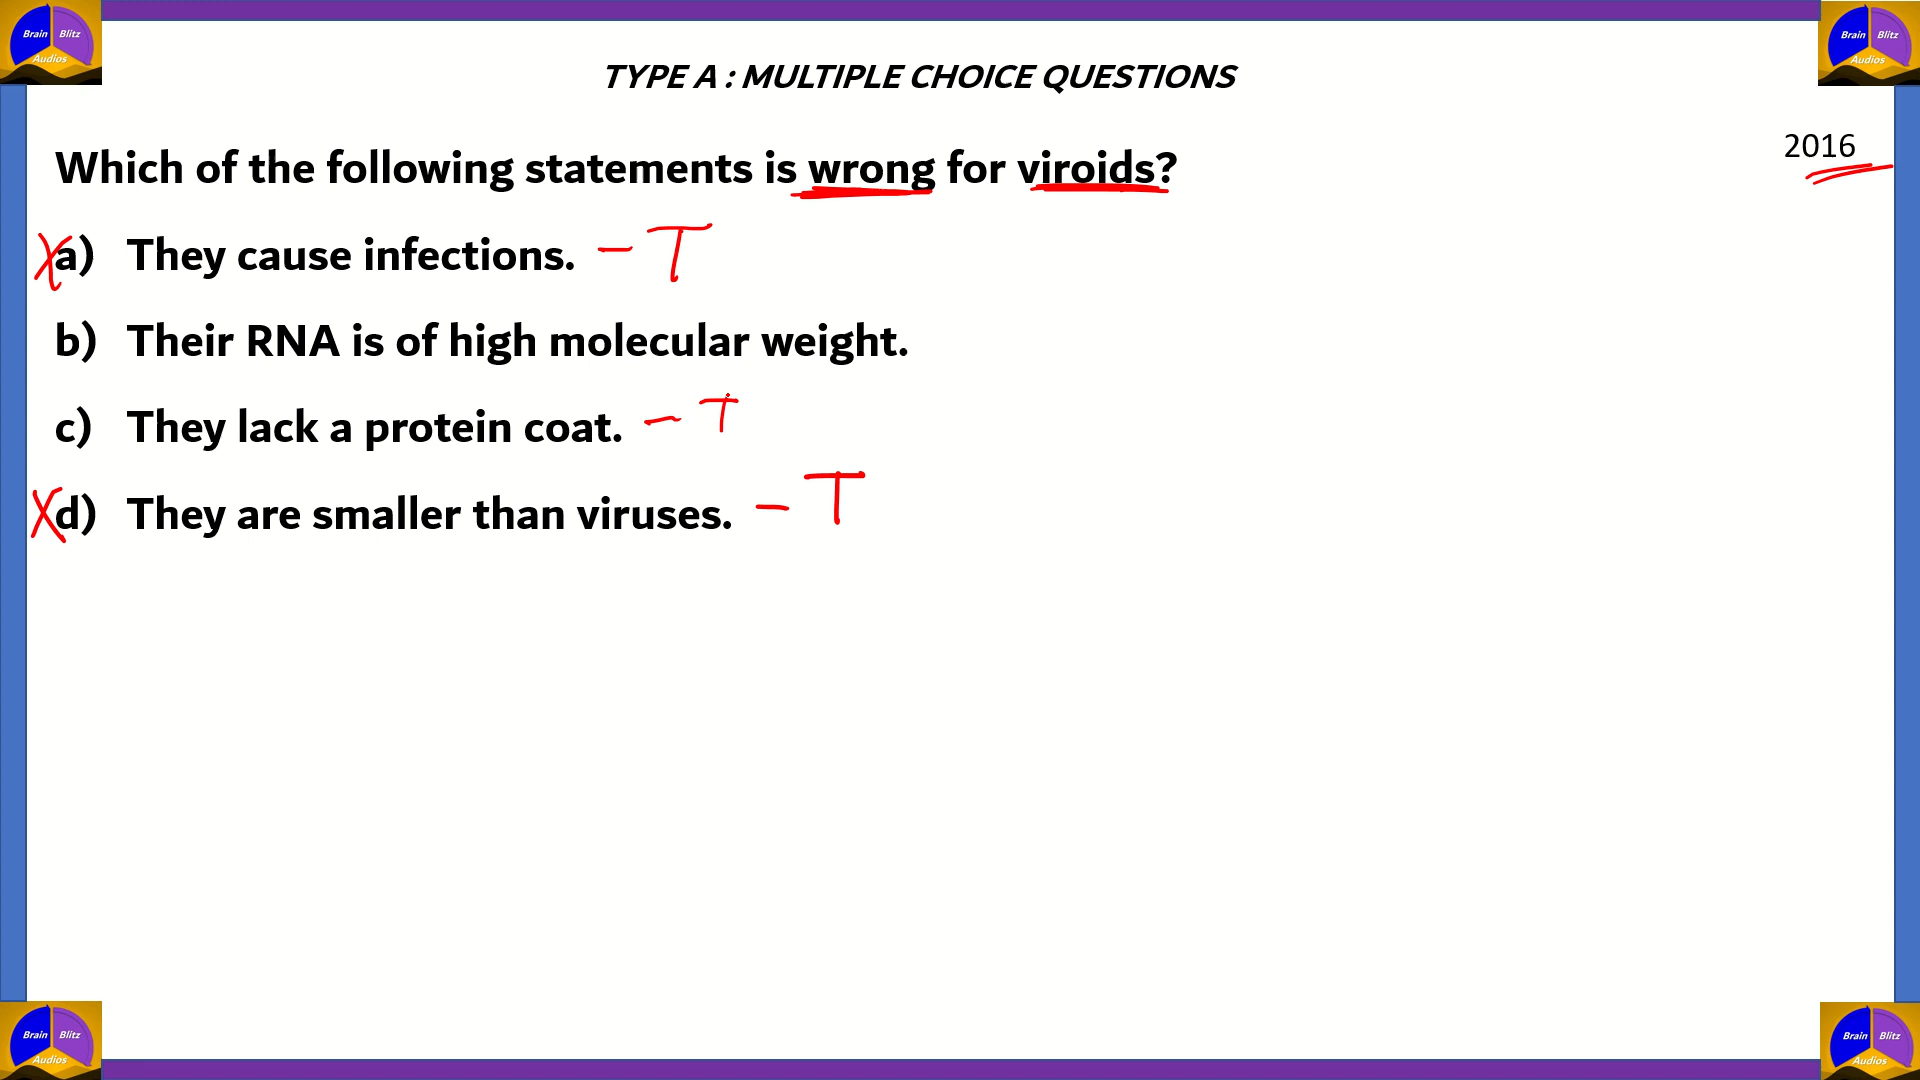 Brain Blitz
Audios
Brain Blitz
Audios
TYPE A : MULTIPLE CHOICE QUESTIONS
2016
Which of the following statements is wrong for viroids?
X a) They cause infections. - T
b) Their RNA is of high molecular weight.
c) They lack a protein coat. - T
X d) They are smaller than viruses. - T
Brain Blitz
Audios
Brain Blitz
Audios